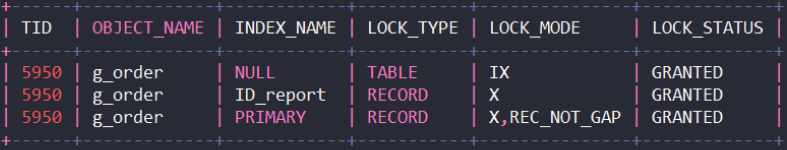 +------+-------------+------------+-----------+---------------+-------------+
| TID | OBJECT_NAME | INDEX_NAME | LOCK_TYPE | LOCK_MODE | LOCK_STATUS |
+------+-------------+------------+-----------+---------------+-------------+
| 5950 | g_order | NULL | TABLE | IX | GRANTED |
| 5950 | g_order | ID_report | RECORD | X | GRANTED |
| 5950 | g_order | PRIMARY | RECORD | X,REC_NOT_GAP | GRANTED |
+------+-------------+------------+-----------+---------------+-------------+